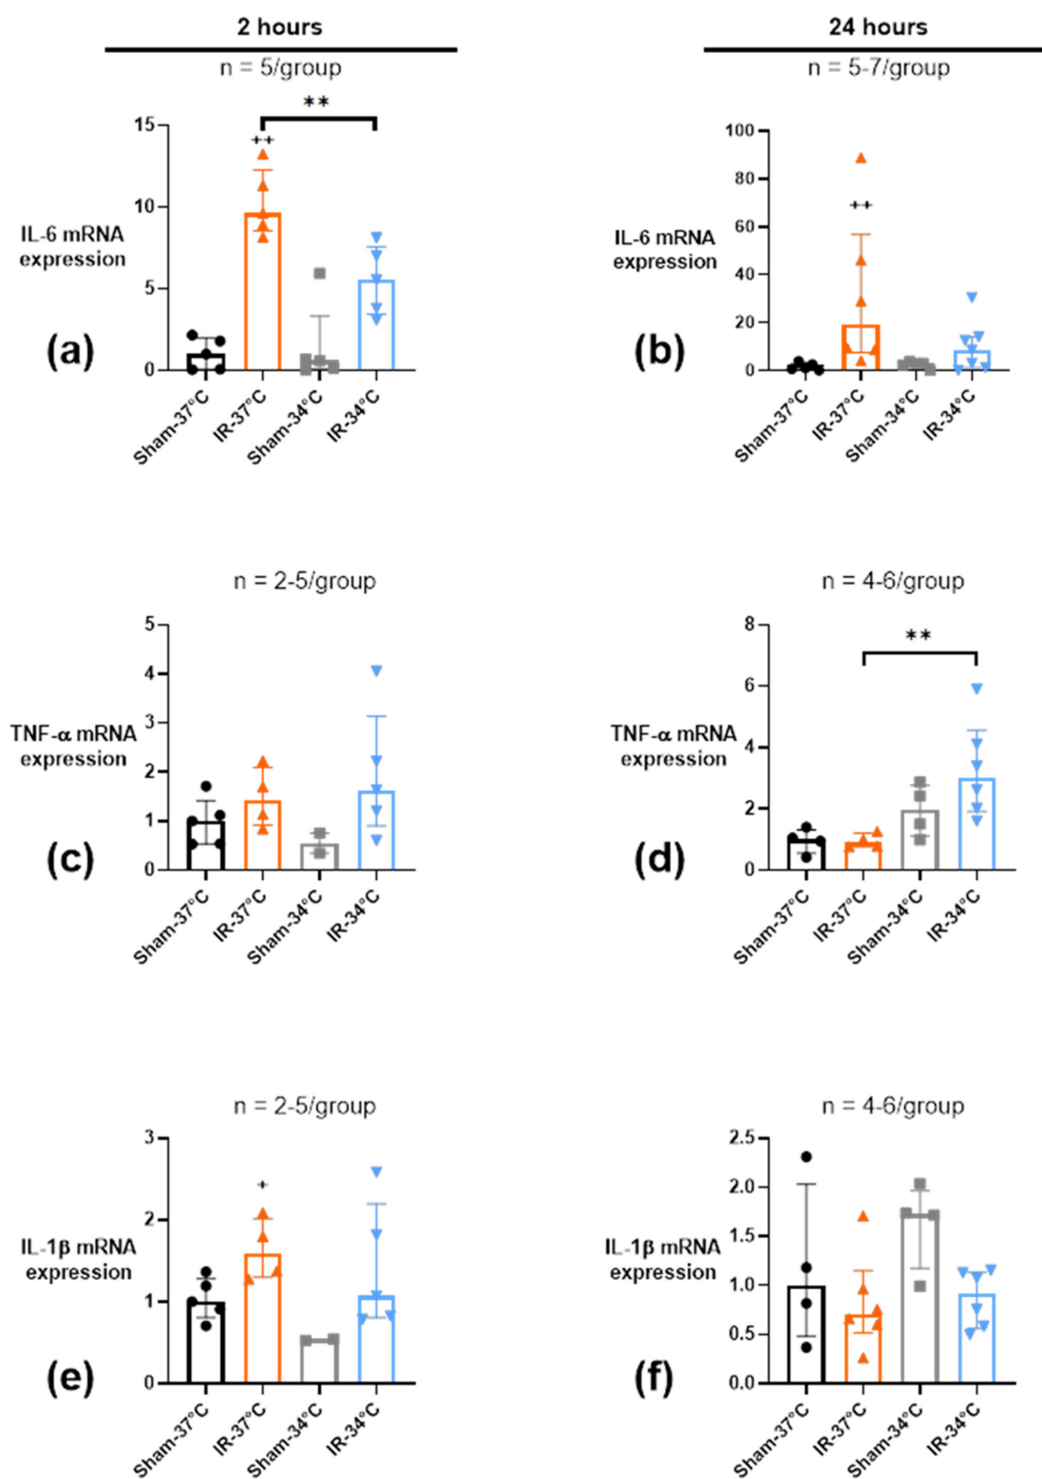 2 hours
24 hours
n = 5/group
n = 5-7/group
**
15
10
5
0
IL-6 mRNA
expression
++
(a)
Sham-37°C
IR-37°C
Sham-34°C
IR-34°C
100
80
60
40
20
0
IL-6 mRNA
expression
++
(b)
Sham-37°C
IR-37°C
Sham-34°C
IR-34°C
n = 2-5/group
n = 4-6/group
5
4
3
2
1
0
TNF-α mRNA
expression
(c)
Sham-37°C
IR-37°C
Sham-34°C
IR-34°C
**
8
6
4
2
0
TNF-α mRNA
expression
(d)
Sham-37°C
IR-37°C
Sham-34°C
IR-34°C
n = 2-5/group
n = 4-6/group
3
2
1
0
IL-1β mRNA
expression
+
(e)
Sham-37°C
IR-37°C
Sham-34°C
IR-34°C
2.5
2.0
1.5
1.0
0.5
0.0
IL-1β mRNA
expression
(f)
Sham-37°C
IR-37°C
Sham-34°C
IR-34°C